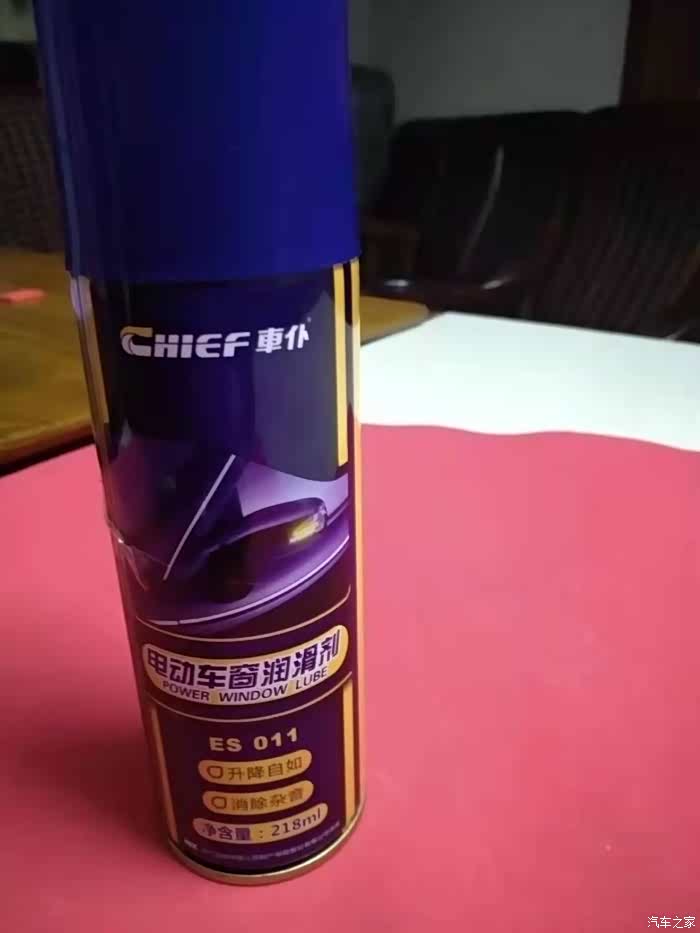 CHIEF 車仆
电动车窗润滑剂
POWER WINDOW LUBE
ES 011
升降自如
消除杂音
净含量：218ml
汽车之家